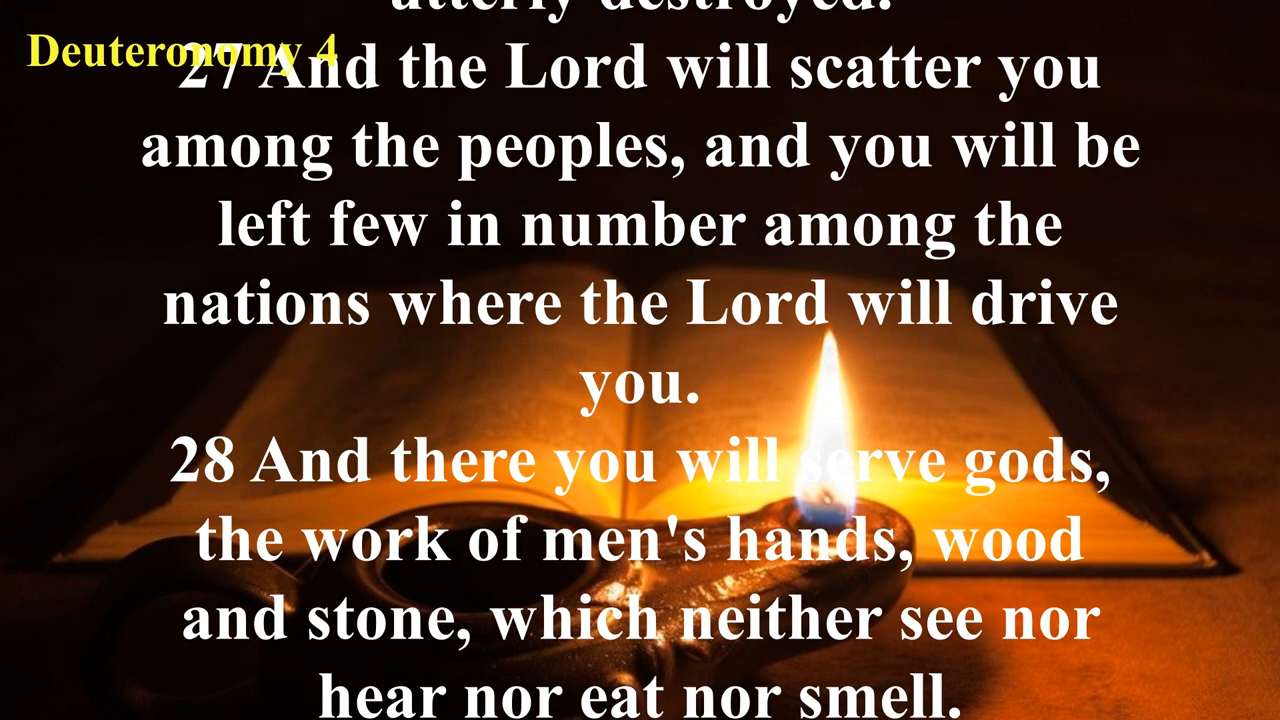 utterly destroyed.
Deuteronomy 4
27 And the Lord will scatter you
among the peoples, and you will be
left few in number among the
nations where the Lord will drive
you.
28 And there you will serve gods,
the work of men's hands, wood
and stone, which neither see nor
hear nor eat nor smell.